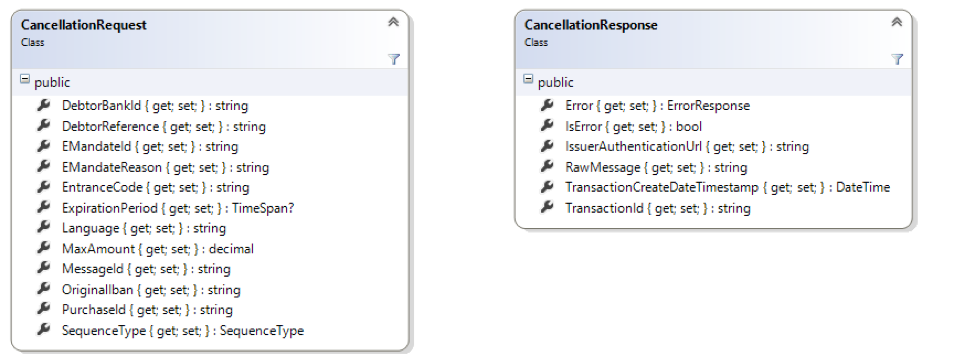 CancellationRequest
Class
public
DebtorBankId { get; set; } : string
DebtorReference { get; set; } : string
EMandateId { get; set; } : string
EMandateReason { get; set; } : string
EntranceCode { get; set; } : string
ExpirationPeriod { get; set; } : TimeSpan?
Language { get; set; } : string
MaxAmount { get; set; } : decimal
MessageId { get; set; } : string
OriginalIban { get; set; } : string
PurchaseId { get; set; } : string
SequenceType { get; set; } : SequenceType
CancellationResponse
Class
public
Error { get; set; } : ErrorResponse
IsError { get; set; } : bool
IssuerAuthenticationUrl { get; set; } : string
RawMessage { get; set; } : string
TransactionCreateDateTimestamp { get; set; } : DateTime
TransactionId { get; set; } : string